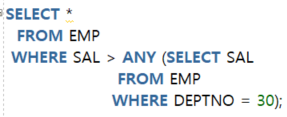 SELECT *
FROM EMP
WHERE SAL > ANY (SELECT SAL
FROM EMP
WHERE DEPTNO = 30);